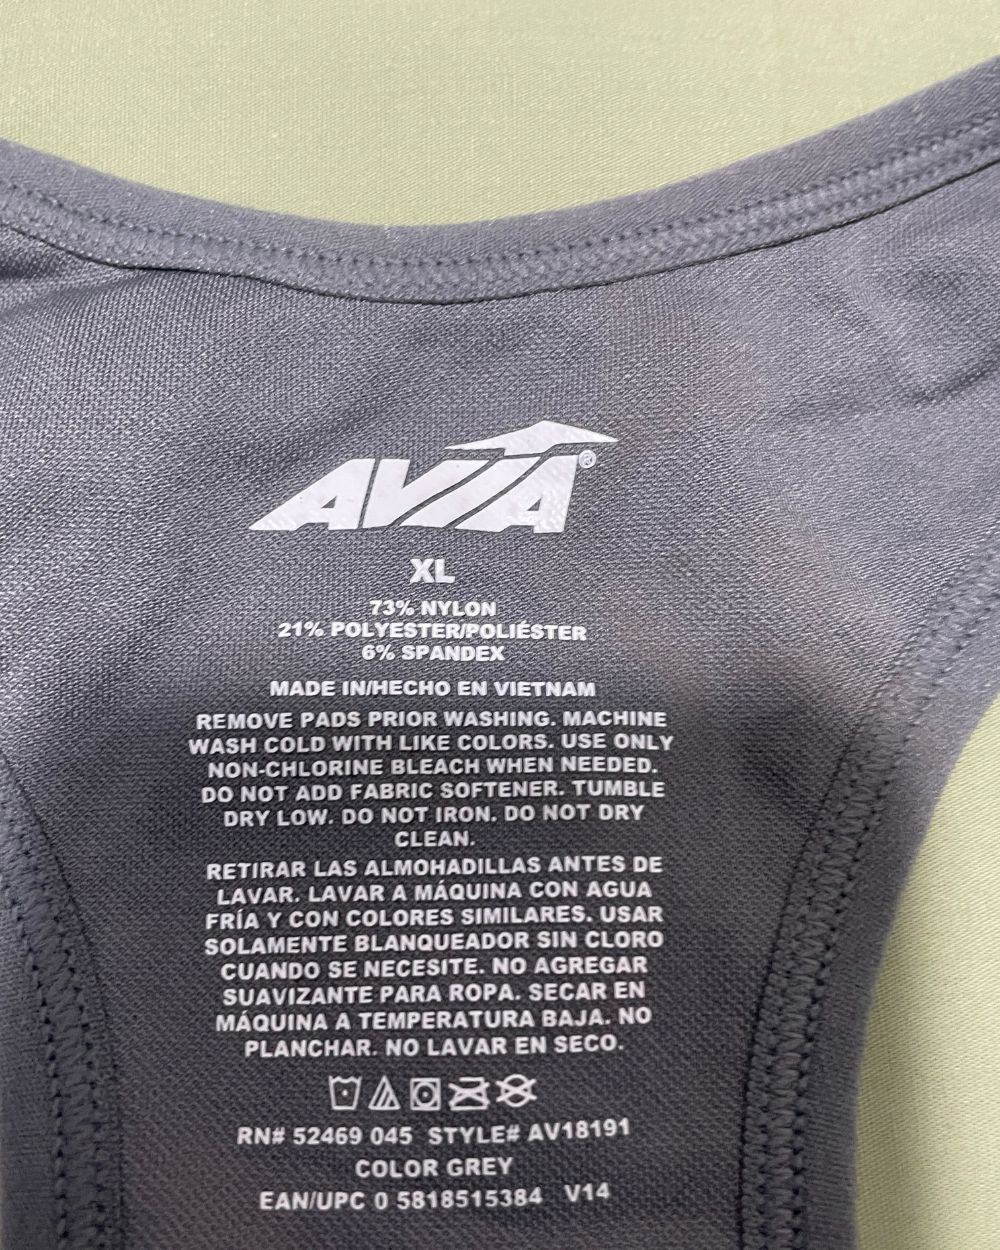 AVIA®
XL
73% NYLON
21% POLYESTER/POLIÉSTER
6% SPANDEX
MADE IN/HECHO EN VIETNAM
REMOVE PADS PRIOR WASHING. MACHINE
WASH COLD WITH LIKE COLORS. USE ONLY
NON-CHLORINE BLEACH WHEN NEEDED.
DO NOT ADD FABRIC SOFTENER. TUMBLE
DRY LOW. DO NOT IRON. DO NOT DRY
CLEAN.
RETIRAR LAS ALMOHADILLAS ANTES DE
LAVAR. LAVAR A MÁQUINA CON AGUA
FRÍA Y CON COLORES SIMILARES. USAR
SOLAMENTE BLANQUEADOR SIN CLORO
CUANDO SE NECESITE. NO AGREGAR
SUAVIZANTE PARA ROPA. SECAR EN
MÁQUINA A TEMPERATURA BAJA. NO
PLANCHAR. NO LAVAR EN SECO.
RN# 52469 045 STYLE# AV18191
COLOR GREY
EAN/UPC 0 5818515384 V14